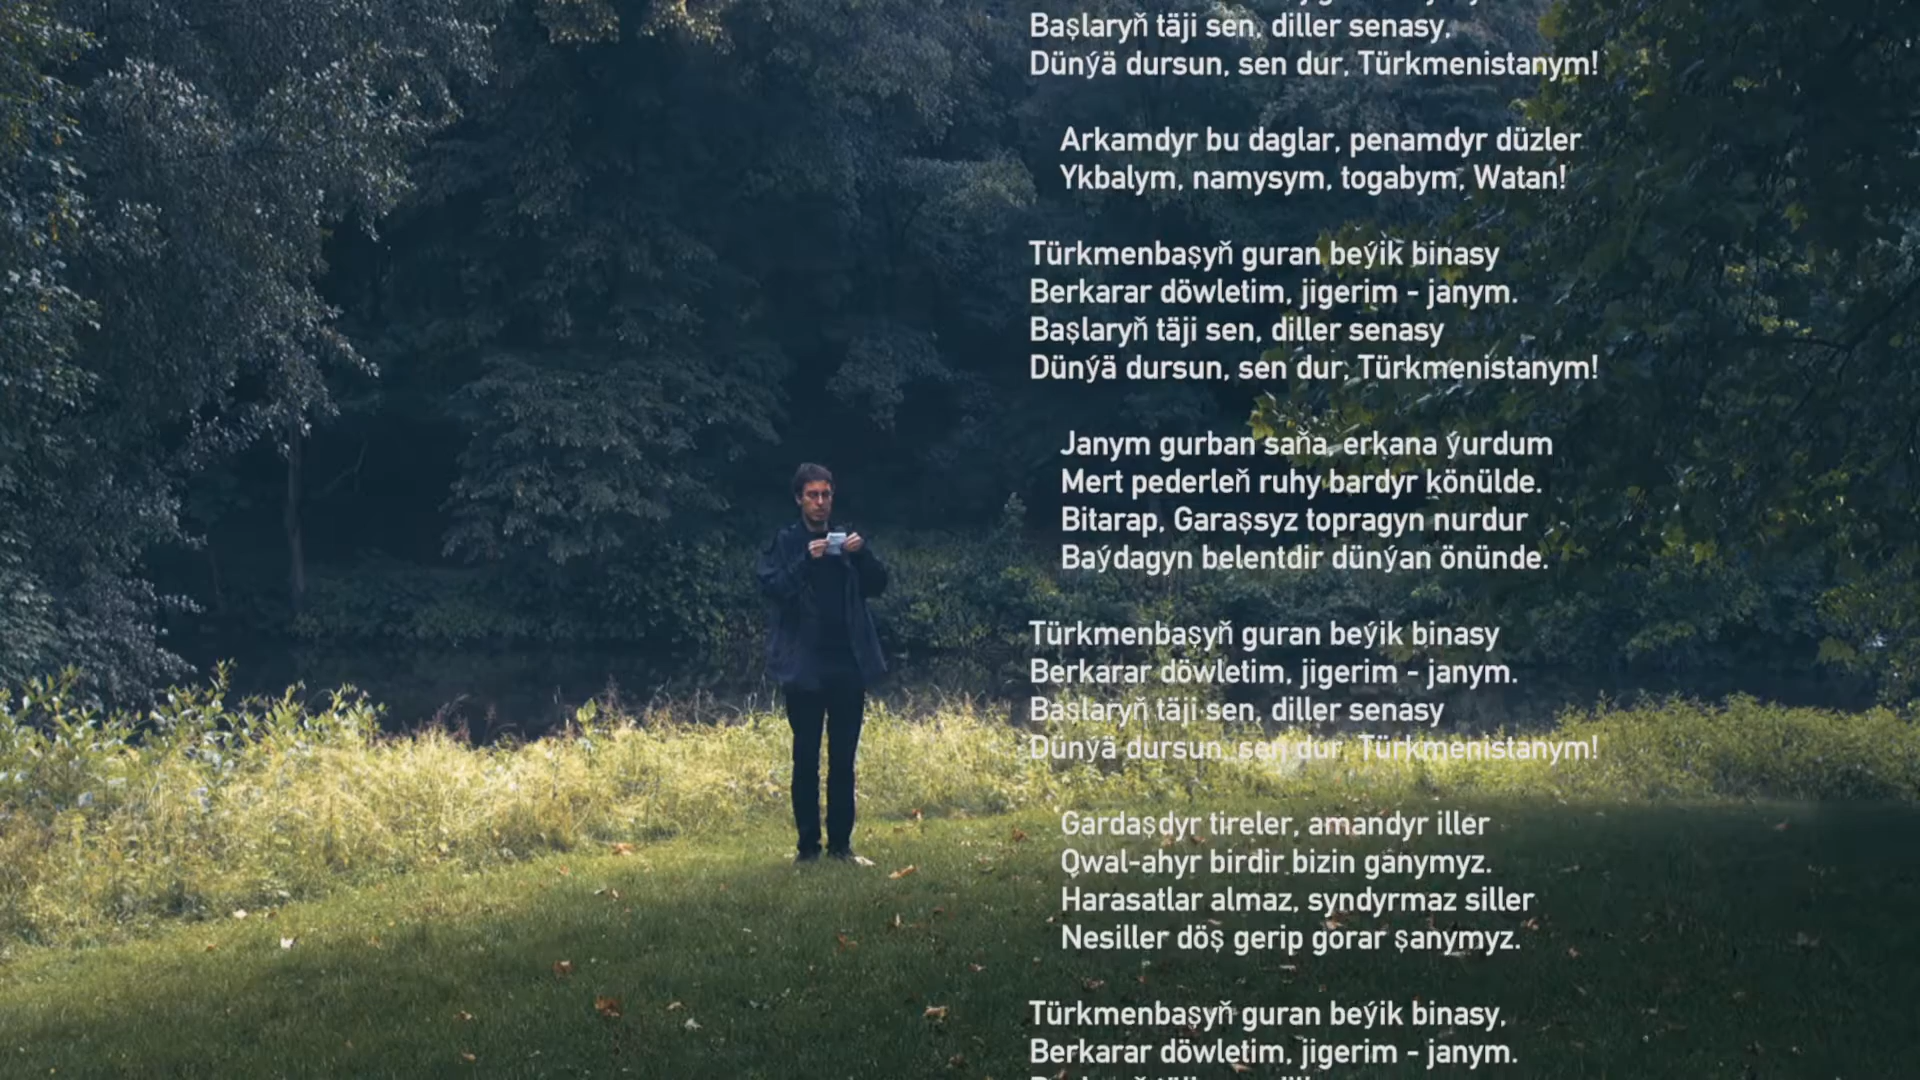 Başlaryň täji sen, diller senasy,
Dünýä dursun, sen dur, Türkmenistanym!
Arkamdyr bu daglar, penamdyr düzler
Ykbalym, namysym, togabym, Watan!
Türkmenbaşyň guran beýik binasy
Berkarar döwletim, jigerim - janym.
Başlaryň täji sen, diller senasy
Dünýä dursun, sen dur, Türkmenistanym!
Janym gurban saňa, erkana ýurdum
Mert pederleň ruhy bardyr könülde.
Bitarap, Garaşsyz topragyn nurdur
Baýdagyn belentdir dünýan önünde.
Türkmenbaşyň guran beýik binasy
Berkarar döwletim, jigerim - janym.
Başlaryň täji sen, diller senasy
Dünýä dursun, sen dur, Türkmenistanym!
Gardaşdyr tireler, amandyr iller
Owal-ahyr birdir bizin ganymyz.
Harasatlar almaz, syndyrmaz siller
Nesiller döş gerip gorar şanymyz.
Türkmenbaşyň guran beýik binasy,
Berkarar döwletim, jigerim - janym.